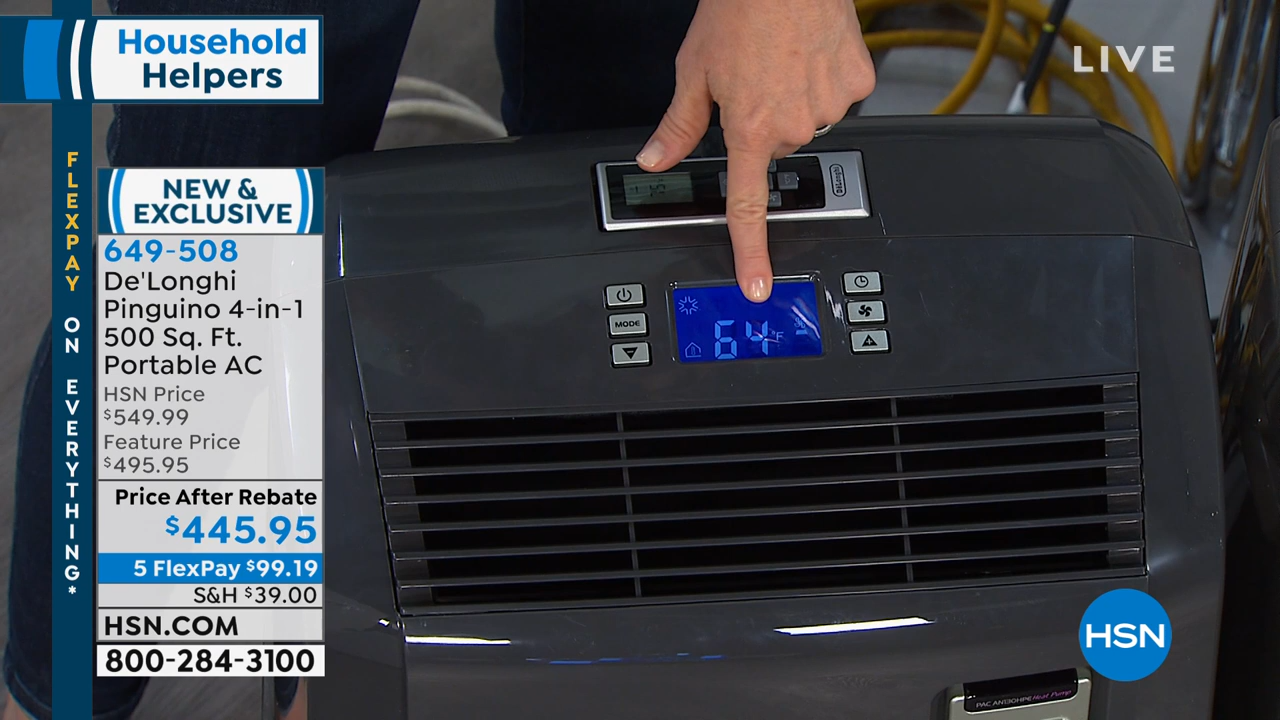 Household
Helpers
LIVE
FLEXPAY ON EVERYTHING*
NEW &
EXCLUSIVE
649-508
De'Longhi
Pinguino 4-in-1
500 Sq. Ft.
Portable AC
HSN Price
$549.99
Feature Price
$495.95
Price After Rebate
$445.95
5 FlexPay $99.19
S&H $39.00
HSN.COM
800-284-3100
DeLonghi
MODE
64°F
HSN
PAC AN130HPE Heat Pump